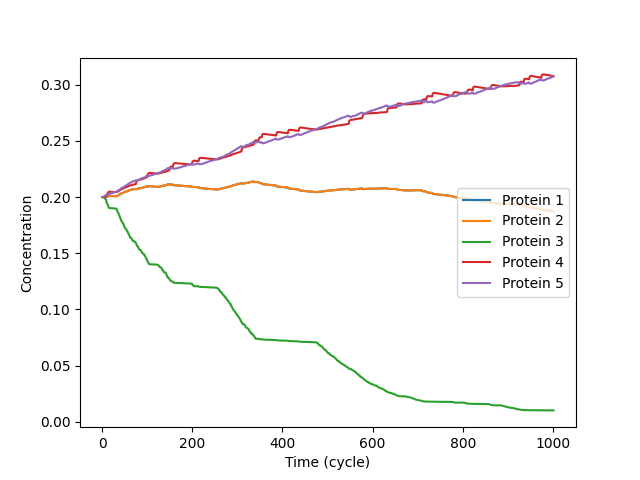 0.30
0.25
0.20
0.15
0.10
0.05
0.00
Concentration
Protein 1
Protein 2
Protein 3
Protein 4
Protein 5
0 200 400 600 800 1000
Time (cycle)